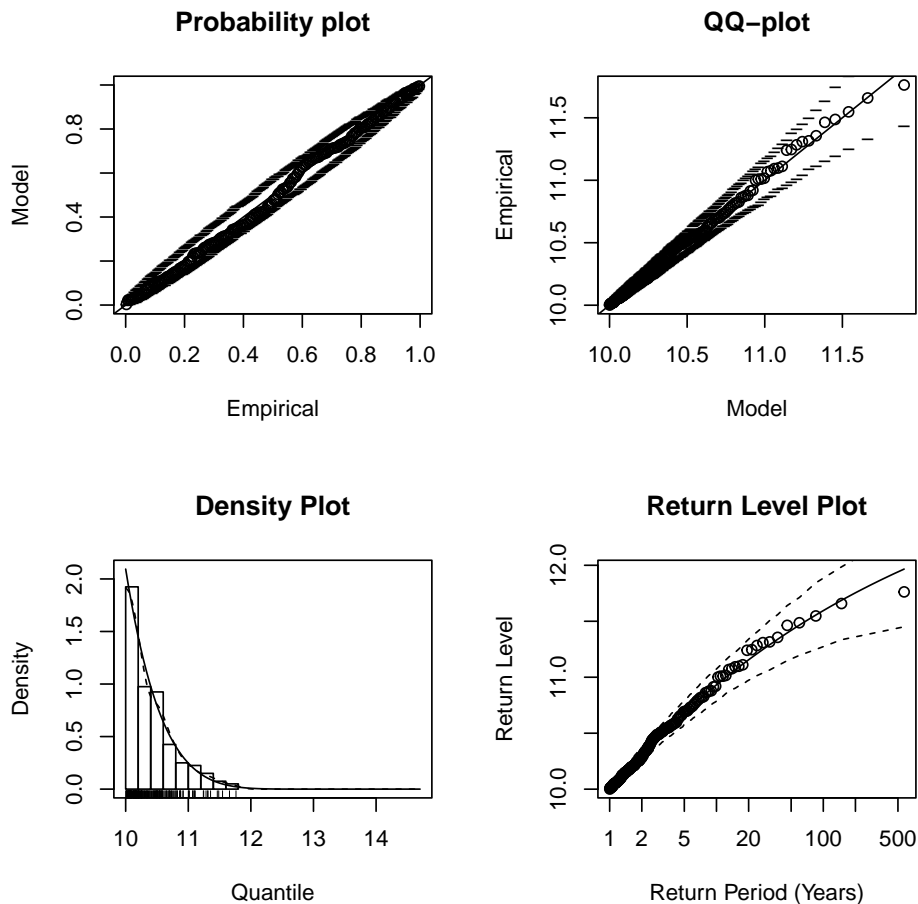 Probability plot
Model
0.0 0.4 0.8
0.0 0.2 0.4 0.6 0.8 1.0
Empirical
QQ−plot
Empirical
10.0 10.5 11.0 11.5
10.0 10.5 11.0 11.5
Model
Density Plot
Density
0.0 0.5 1.0 1.5 2.0
10 11 12 13 14
Quantile
Return Level Plot
Return Level
10.0 11.0 12.0
1 2 5 20 100 500
Return Period (Years)